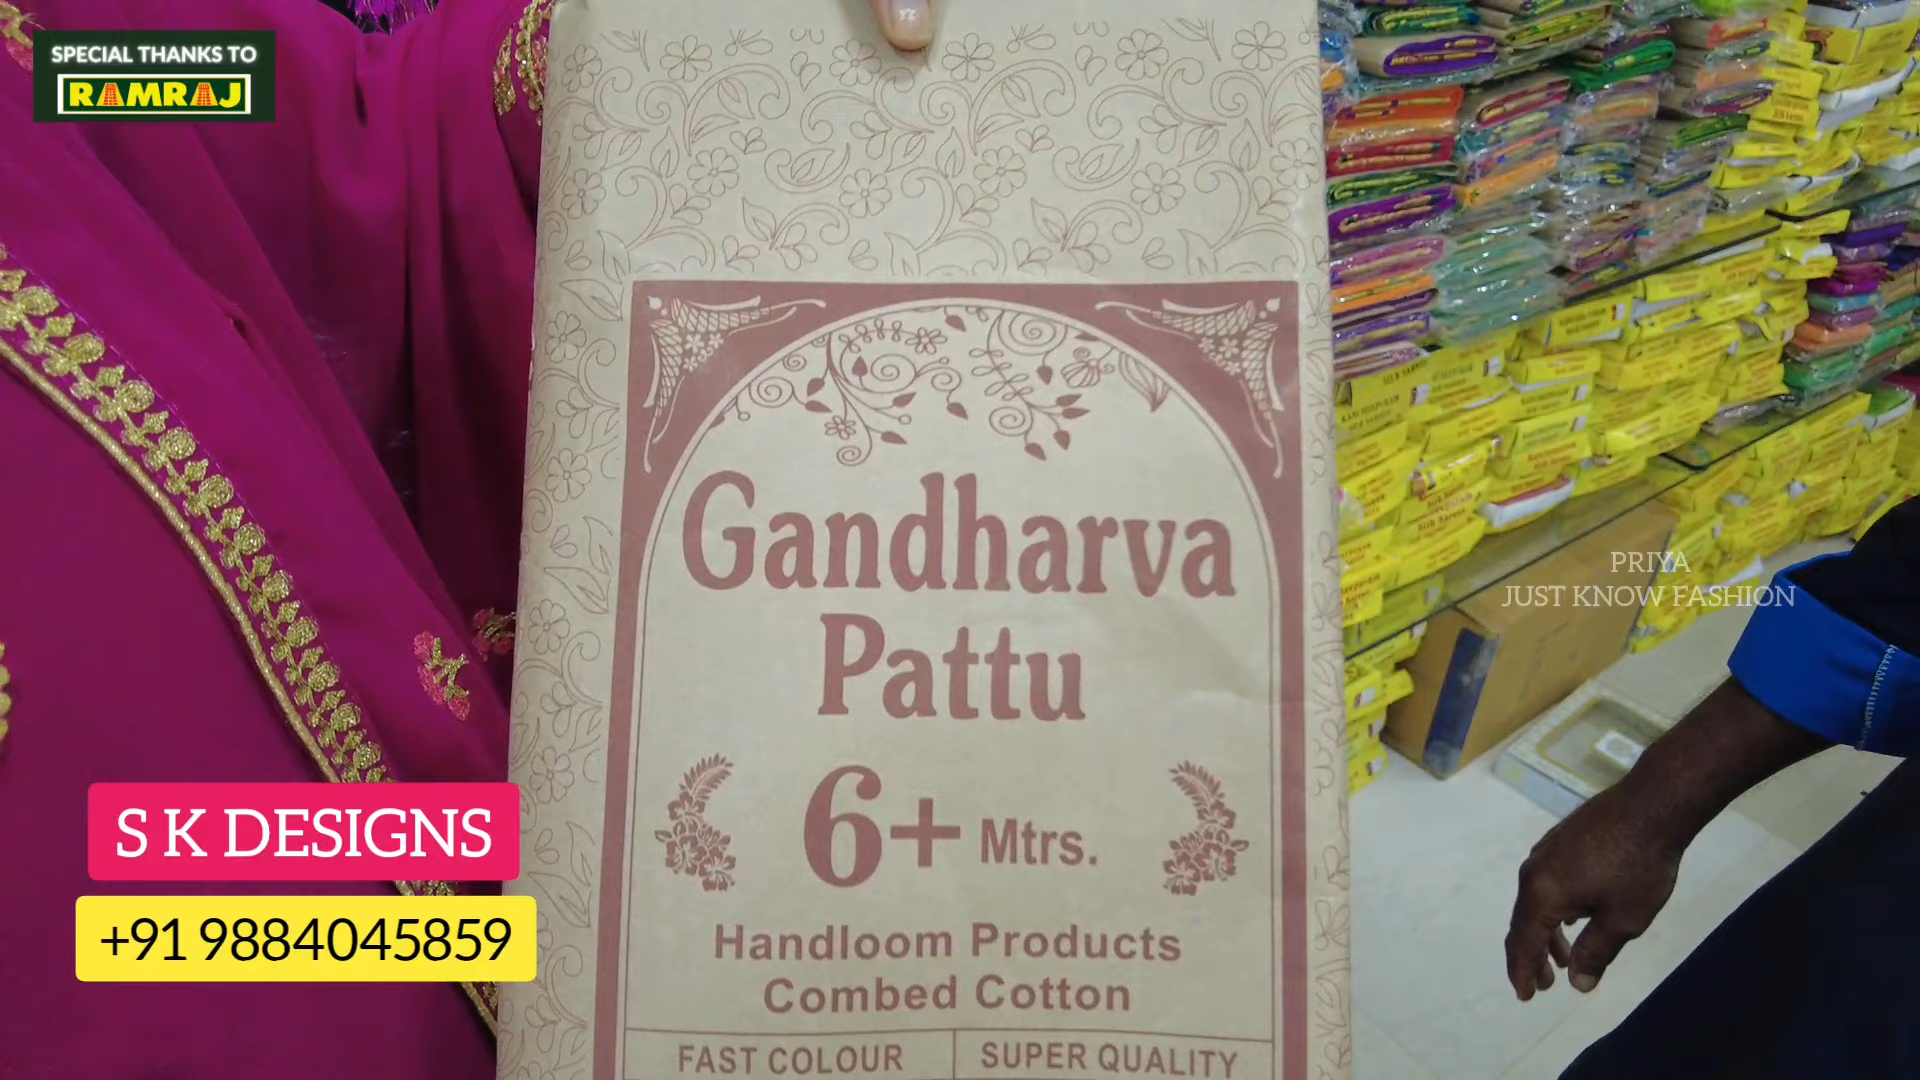 SPECIAL THANKS TO
RAMRAJ
Gandharva
Pattu
6+ Mtrs.
Handloom Products
Combed Cotton
FAST COLOUR
SUPER QUALITY
S K DESIGNS
+91 9884045859
PRIYA
JUST KNOW FASHION